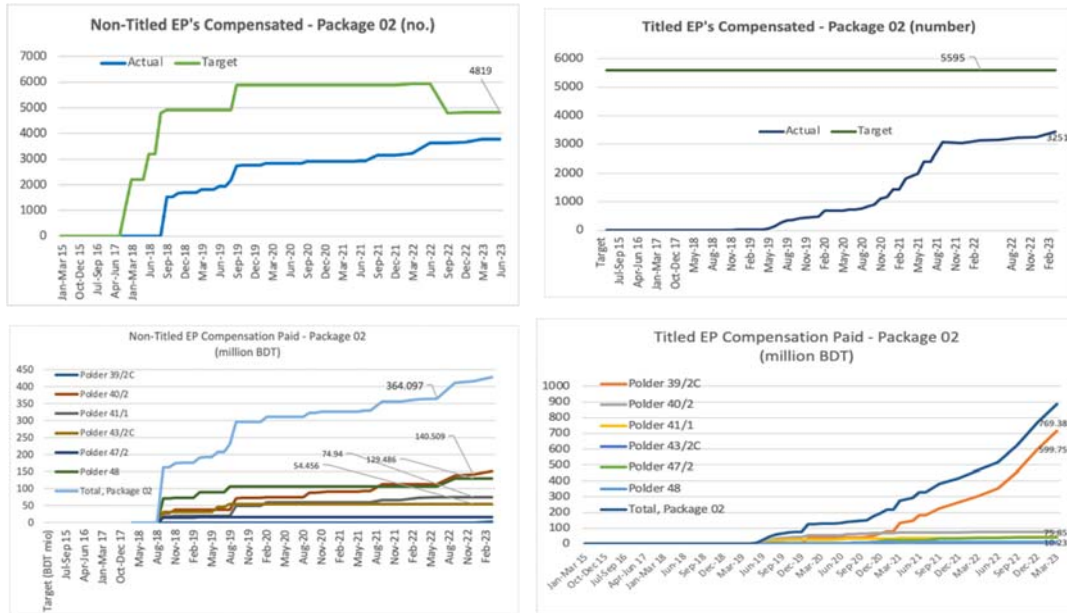 Non-Titled EP's Compensated - Package 02 (no.)
7000
6000
5000
4000
3000
2000
1000
0
Actual
Target
4819
Jan-Mar 15
Oct-Dec 15
Jul-Sep 16
Apr-Jun 17
Jan-Mar 18
Jun-18
Sep-18
Dec-18
Mar-19
Jun-19
Sep-19
Dec-19
Mar-20
Jun-20
Sep-20
Dec-20
Mar-21
Jun-21
Sep-21
Dec-21
Mar-22
Jun-22
Sep-22
Dec-22
Mar-23
Jun-23
Titled EP's Compensated - Package 02 (number)
6000
5000
4000
3000
2000
1000
0
5595
Actual
Target
3251
Target
Jul-Sep 15
Apr-Jun 16
Jan-Mar 17
Oct-Dec 17
May-18
Aug-18
Nov-18
Feb-19
May-19
Aug-19
Nov-19
Feb-20
May-20
Aug-20
Nov-20
Feb-21
May-21
Aug-21
Nov-21
Feb-22
Aug-22
Nov-22
Feb-23
Non-Titled EP Compensation Paid - Package 02
(million BDT)
450
400
350
300
250
200
150
100
50
0
Polder 39/2C
Polder 40/2
Polder 41/1
Polder 43/2C
Polder 47/2
Polder 48
Total, Package 02
364.097
140.509
74.94
129.486
54.456
Target (BDT mio)
Jul-Sep 15
Apr-Jun 16
Jan-Mar 17
Oct-Dec 17
May-18
Aug-18
Nov-18
Feb-19
May-19
Aug-19
Nov-19
Feb-20
May-20
Aug-20
Nov-20
Feb-21
May-21
Aug-21
Nov-21
Feb-22
May-22
Aug-22
Nov-22
Feb-23
Titled EP Compensation Paid - Package 02
(million BDT)
1000
900
800
700
600
500
400
300
200
100
0
Polder 39/2C
Polder 40/2
Polder 41/1
Polder 43/2C
Polder 47/2
Polder 48
Total, Package 02
769.38
599.75
Jan-Mar 15
Oct-Dec 15
Jul-Sep 16
Apr-Jun 17
Jan-Mar 18
Jun-18
Sep-18
Dec-18
Mar-19
Jun-19
Sep-19
Dec-19
Mar-20
Jun-20
Sep-20
Dec-20
Mar-21
Jun-21
Sep-21
Dec-21
Mar-22
Jun-22
Sep-22
Dec-22
Mar-23